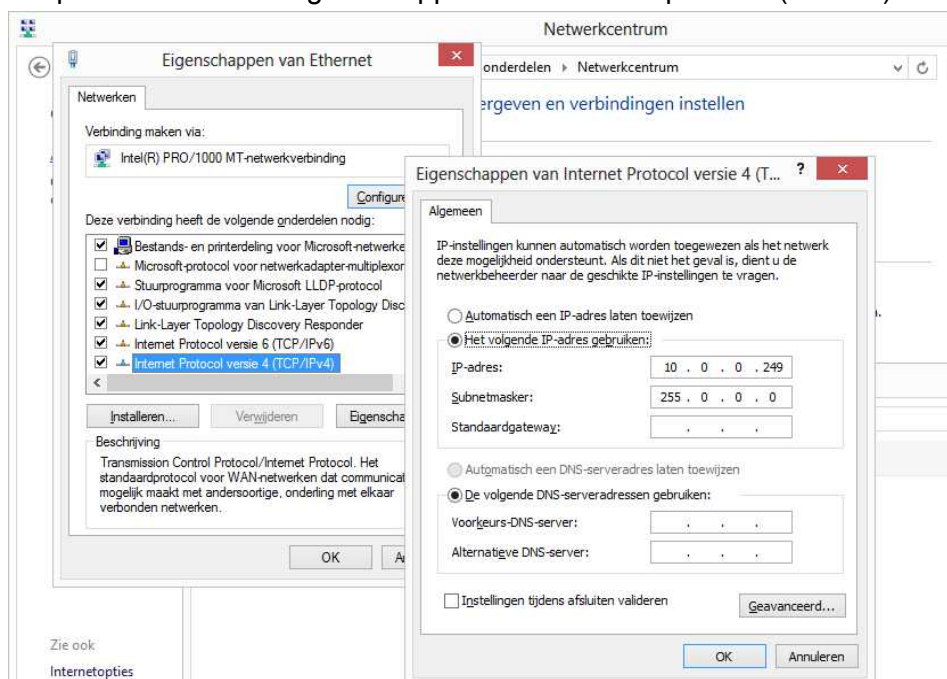 Netwerkcentrum
onderdelen ▸ Netwerkcentrum
ergeven en verbindingen instellen
Eigenschappen van Ethernet
Netwerken
Verbinding maken via:
Intel(R) PRO/1000 MT-netwerkverbinding
Configure
Deze verbinding heeft de volgende onderdelen nodig:
Bestands- en printerdeling voor Microsoft-netwerke
Microsoft-protocol voor netwerkadapter-multiplexor
Stuurprogramma voor Microsoft LLDP-protocol
I/O-stuurprogramma van Link-Layer Topology Disc
Link-Layer Topology Discovery Responder
Internet Protocol versie 6 (TCP/IPv6)
Internet Protocol versie 4 (TCP/IPv4)
Installeren... Verwijderen Eigenscha
Beschrijving
Transmission Control Protocol/Internet Protocol. Het
standaardprotocol voor WAN-netwerken dat communicat
mogelijk maakt met andersoortige, onderling met elkaar
verbonden netwerken.
OK
Eigenschappen van Internet Protocol versie 4 (T... ?
Algemeen
IP-instellingen kunnen automatisch worden toegewezen als het netwerk
deze mogelijkheid ondersteunt. Als dit niet het geval is, dient u de
netwerkbeheerder naar de geschikte IP-instellingen te vragen.
Automatisch een IP-adres laten toewijzen
Het volgende IP-adres gebruiken:
IP-adres: 10 . 0 . 0 . 249
Subnetmasker: 255 . 0 . 0 . 0
Standaardgateway: . . .
Automatisch een DNS-serveradres laten toewijzen
De volgende DNS-serveradressen gebruiken:
Voorkeurs-DNS-server: . . .
Alternatieve DNS-server: . . .
Instellingen tijdens afsluiten valideren Geavanceerd...
OK Annuleren
Zie ook
Internetopties